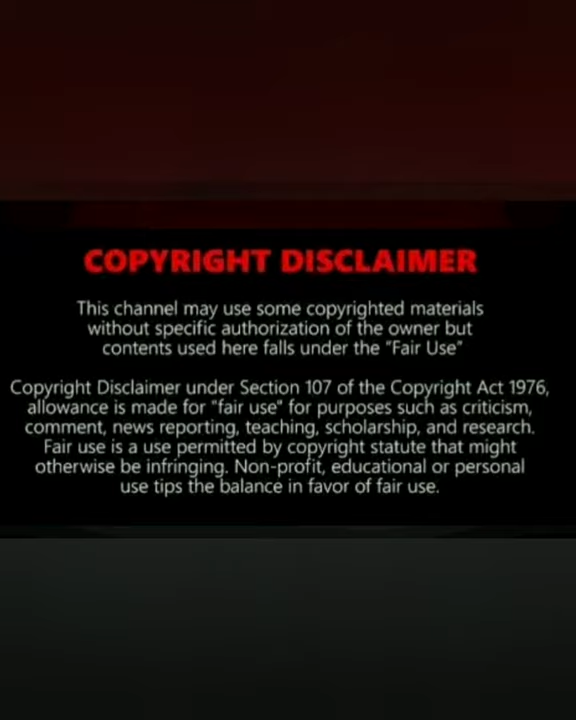 COPYRIGHT DISCLAIMER
This channel may use some copyrighted materials
without specific authorization of the owner but
contents used here falls under the "Fair Use"
Copyright Disclaimer under Section 107 of the Copyright Act 1976,
allowance is made for "fair use" for purposes such as criticism,
comment, news reporting, teaching, scholarship, and research.
Fair use is a use permitted by copyright statute that might
otherwise be infringing. Non-profit, educational or personal
use tips the balance in favor of fair use.